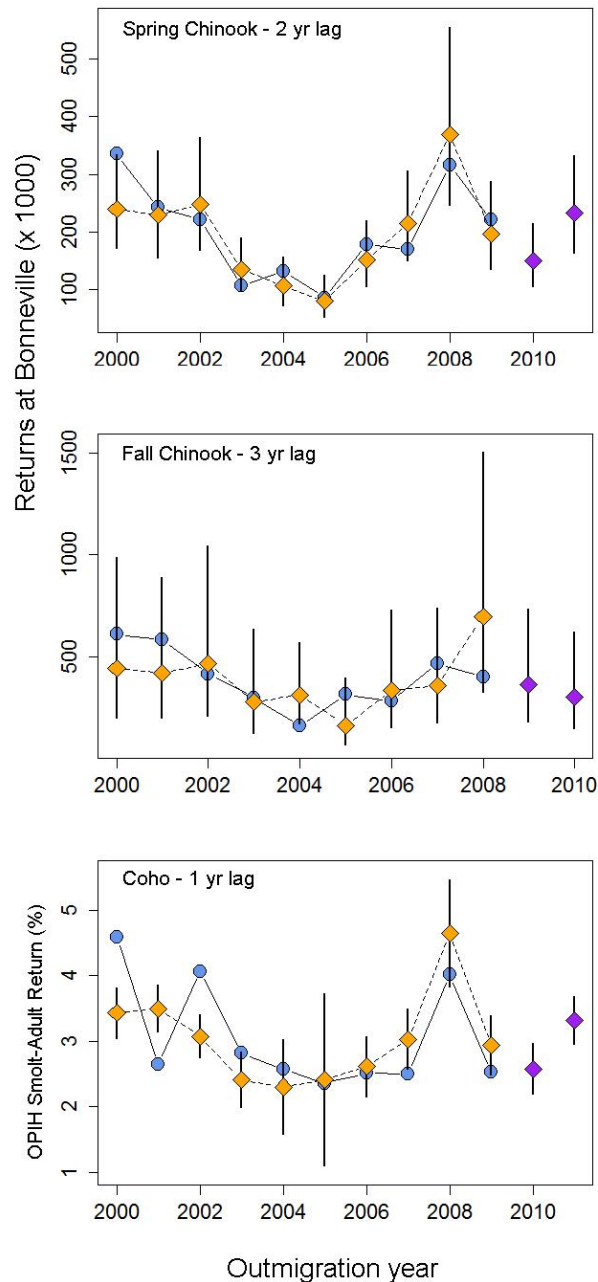 Spring Chinook - 2 yr lag
Returns at Bonneville (x 1000)
500
400
300
200
100
2000 2002 2004 2006 2008 2010
Fall Chinook - 3 yr lag
1500
1000
500
2000 2002 2004 2006 2008 2010
Coho - 1 yr lag
OPIH Smolt-Adult Return (%)
5
4
3
2
1
2000 2002 2004 2006 2008 2010
Outmigration year